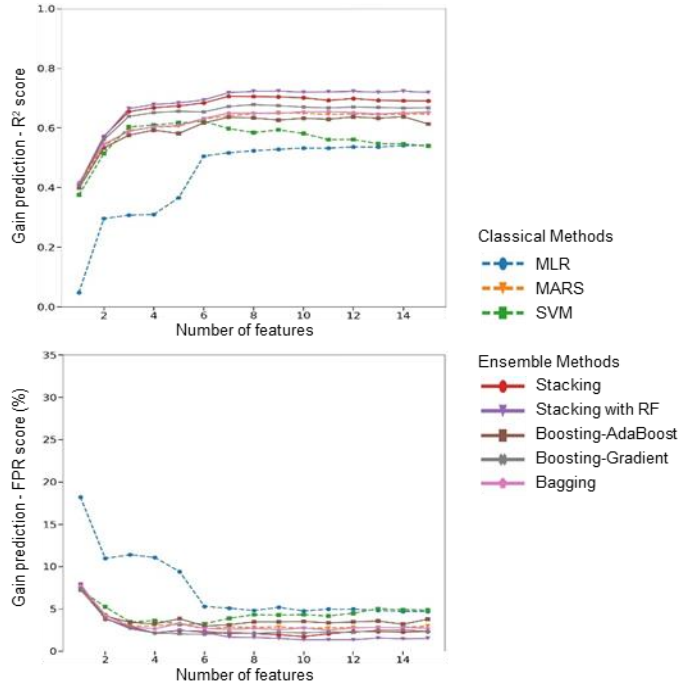 1.0
0.8
0.6
0.4
0.2
0.0
Gain prediction - R² score
2 4 6 8 10 12 14
Number of features
Classical Methods
MLR
MARS
SVM
35
30
25
20
15
10
5
0
Gain prediction - FPR score (%)
2 4 6 8 10 12 14
Number of features
Ensemble Methods
Stacking
Stacking with RF
Boosting-AdaBoost
Boosting-Gradient
Bagging